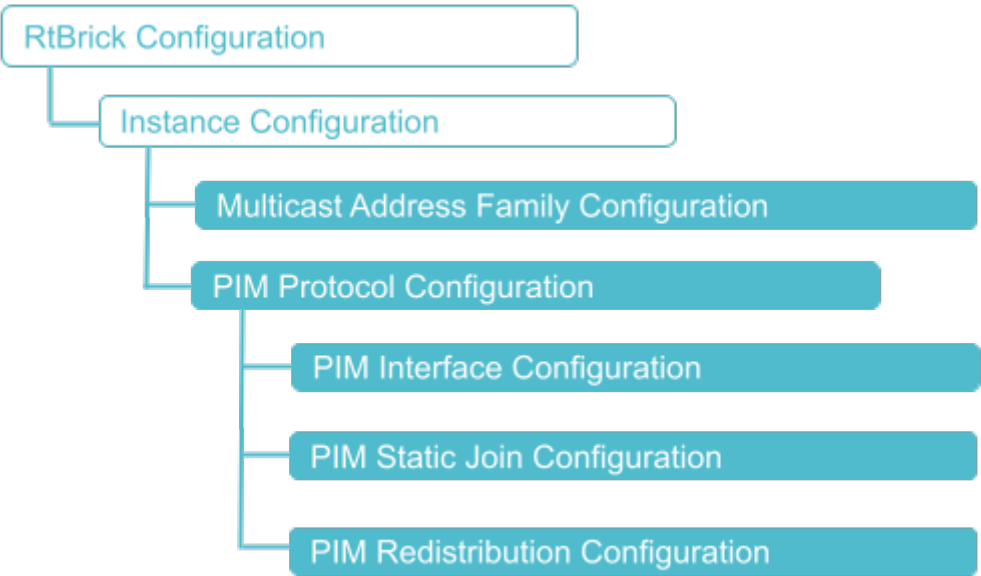 RtBrick Configuration
Instance Configuration
Multicast Address Family Configuration
PIM Protocol Configuration
PIM Interface Configuration
PIM Static Join Configuration
PIM Redistribution Configuration